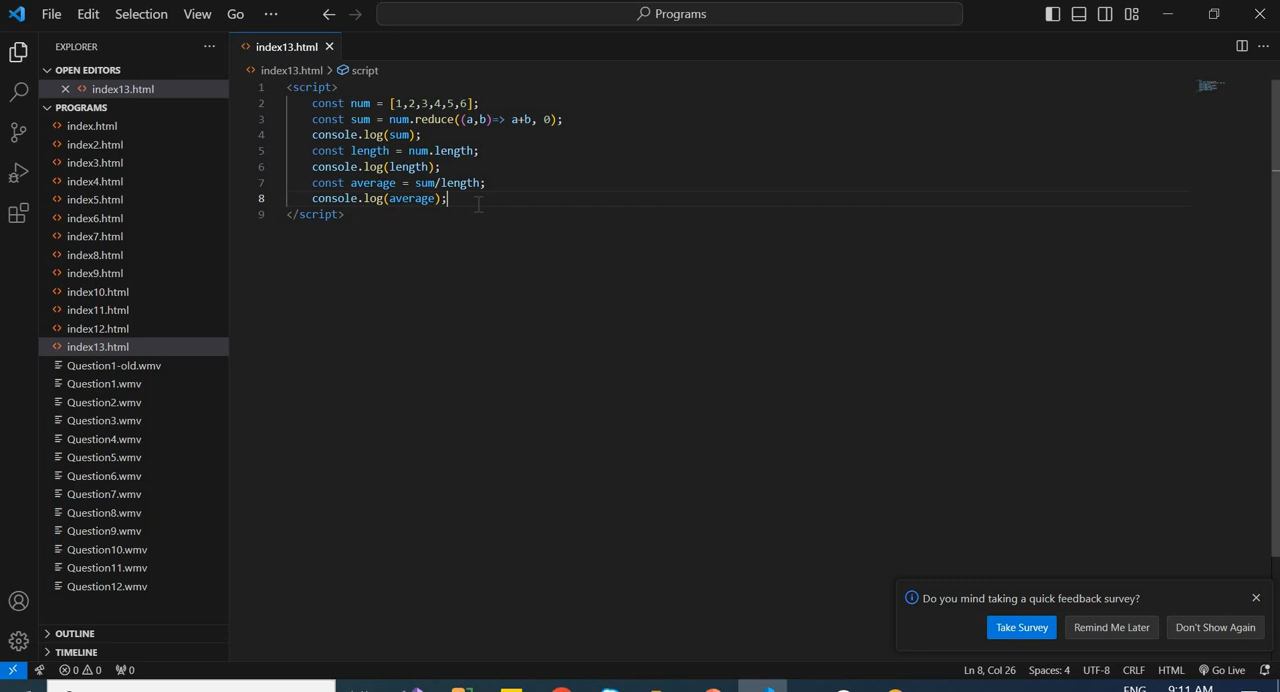 File Edit Selection View Go ··· Programs
EXPLORER ···
OPEN EDITORS
index13.html
PROGRAMS
index.html
index2.html
index3.html
index4.html
index5.html
index6.html
index7.html
index8.html
index9.html
index10.html
index11.html
index12.html
index13.html
Question1-old.wmv
Question1.wmv
Question2.wmv
Question3.wmv
Question4.wmv
Question5.wmv
Question6.wmv
Question7.wmv
Question8.wmv
Question9.wmv
Question10.wmv
Question11.wmv
Question12.wmv
OUTLINE
TIMELINE
index13.html
index13.html > script
1 <script>
2 const num = [1,2,3,4,5,6];
3 const sum = num.reduce((a,b)=> a+b, 0);
4 console.log(sum);
5 const length = num.length;
6 console.log(length);
7 const average = sum/length;
8 console.log(average);
9 </script>
Do you mind taking a quick feedback survey?
Take Survey Remind Me Later Don't Show Again
0 0 0 Ln 8, Col 26 Spaces: 4 UTF-8 CRLF HTML Go Live
ENG 9:11 AM